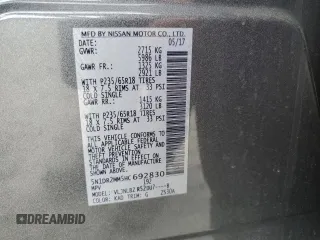 MFD BY NISSAN MOTOR CO., LTD.
DATE: 05/17
GVWR: 2715 KG
5986 LB
GAWR FR: 1325 KG
2921 LB
WITH P235/65R18 TIRES
18 X 7.5 RIMS AT 33 PSI
COLD SINGLE
GAWR RR: 1415 KG
3120 LB
WITH P235/65R18 TIRES
18 X 7.5 RIMS AT 33 PSI
COLD SINGLE
THIS VEHICLE CONFORMS TO
ALL APPLICABLE FEDERAL
MOTOR VEHICLE SAFETY
AND THEFT PREVENTION
STANDARDS IN EFFECT ON
THE DATE OF MANUFACTURE
SHOWN ABOVE.
692830
MPV
COLOR: KAD TRIM: G
© AUTOBIDMASTER